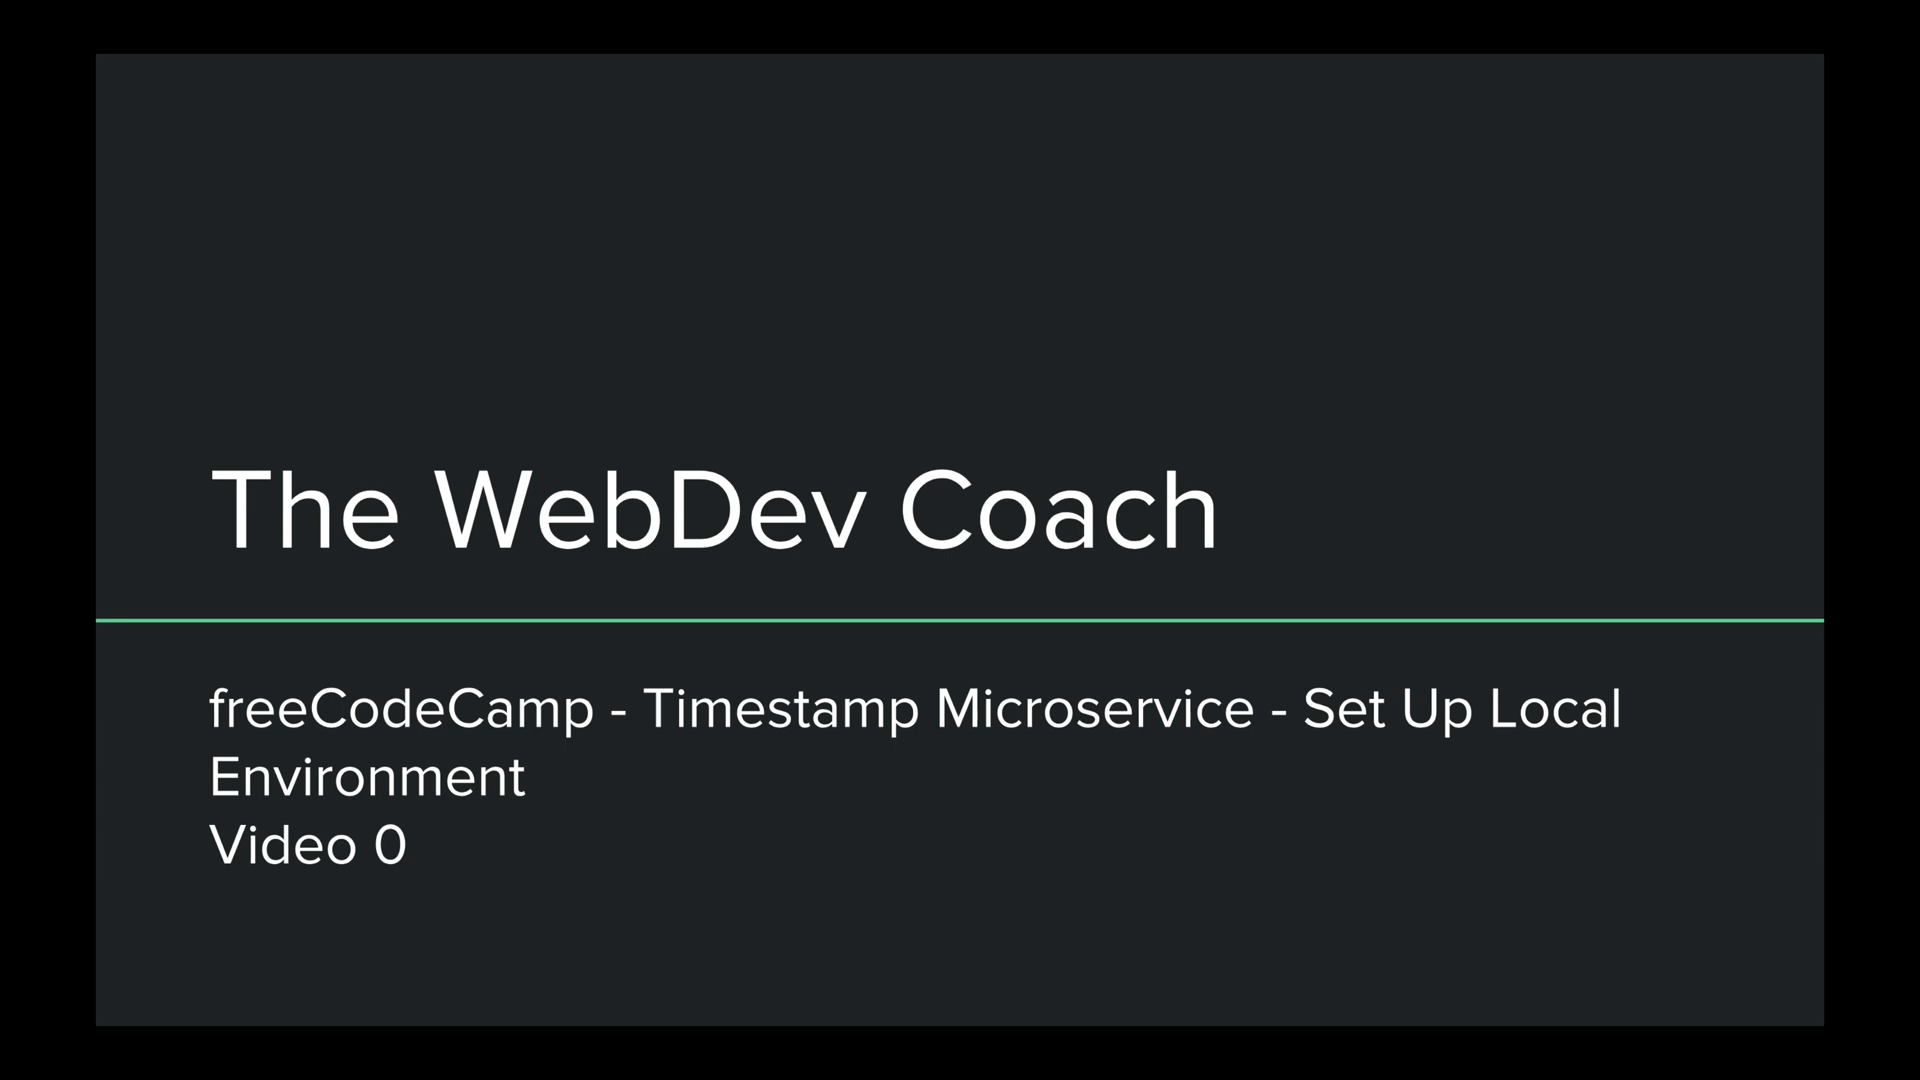 The WebDev Coach
freeCodeCamp - Timestamp Microservice - Set Up Local
Environment
Video 0